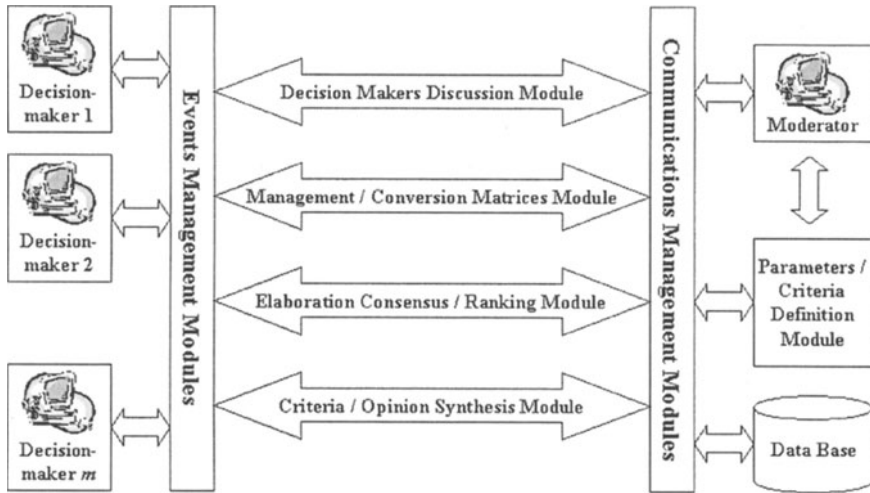 Decision-
maker 1
Decision-
maker 2
Decision-
maker m
Events Management Modules
Decision Makers Discussion Module
Management / Conversion Matrices Module
Elaboration Consensus / Ranking Module
Criteria / Opinion Synthesis Module
Communications Management Modules
Moderator
Parameters /
Criteria
Definition
Module
Data Base